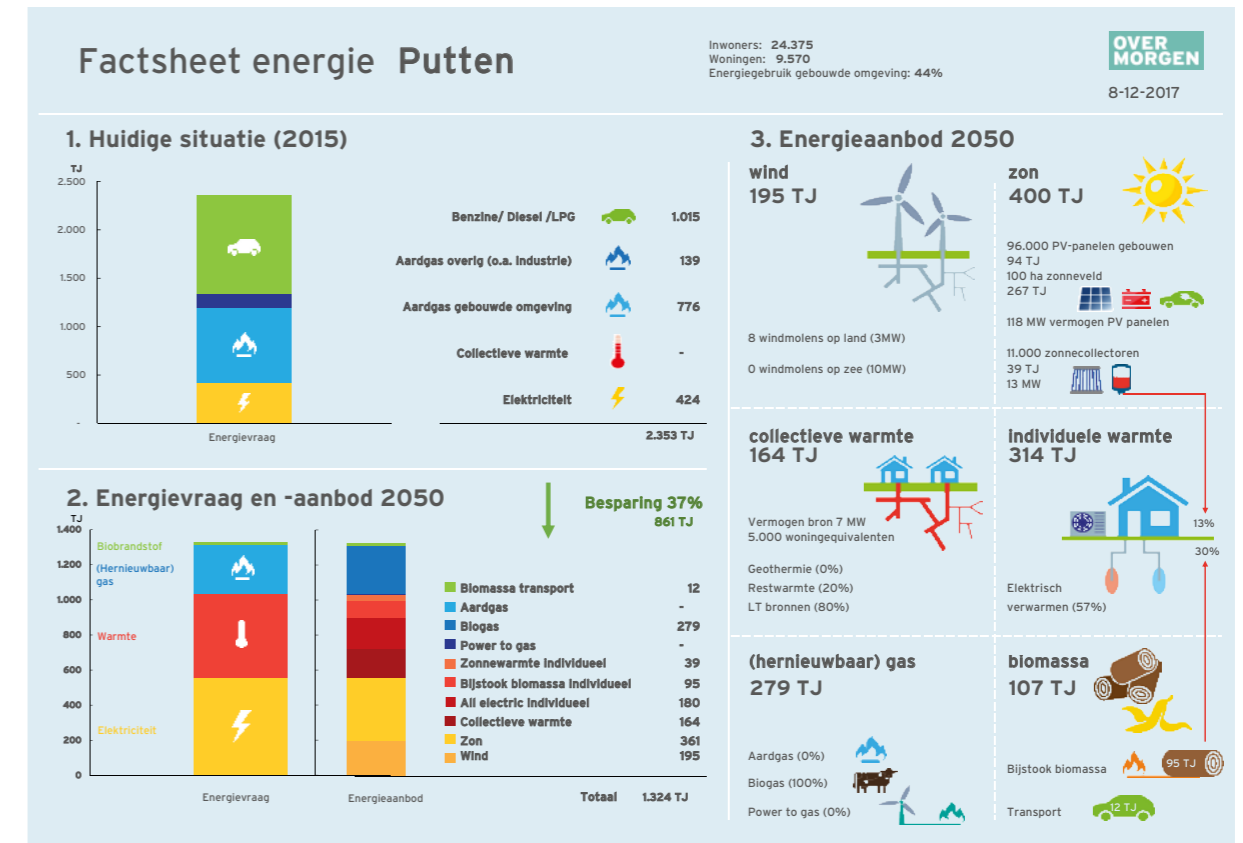 Factsheet energie Putten
Inwoners: 24.375
Woningen: 9.570
Energiegebruik gebouwde omgeving: 44%
OVER
MORGEN
8-12-2017
1. Huidige situatie (2015)
TJ
2.500
2.000
1.500
1.000
500
-
Energievraag
Benzine/ Diesel /LPG 1.015
Aardgas overig (o.a. industrie) 139
Aardgas gebouwde omgeving 776
Collectieve warmte -
Elektriciteit 424
2.353 TJ
2. Energievraag en -aanbod 2050
Besparing 37%
861 TJ
TJ
1.400
1.200
1.000
800
600
400
200
0
Biobrandstof
(Hernieuwbaar)
gas
Warmte
Elektriciteit
Energievraag
Energieaanbod
Biomassa transport 12
Aardgas -
Biogas 279
Power to gas -
Zonnewarmte individueel 39
Bijstook biomassa individueel 95
All electric individueel 180
Collectieve warmte 164
Zon 361
Wind 195
Totaal 1.324 TJ
3. Energieaanbod 2050
wind
195 TJ
8 windmolens op land (3MW)
0 windmolens op zee (10MW)
zon
400 TJ
96.000 PV-panelen gebouwen
94 TJ
100 ha zonneveld
267 TJ
118 MW vermogen PV panelen
11.000 zonnecollectoren
39 TJ
13 MW
collectieve warmte
164 TJ
Vermogen bron 7 MW
5.000 woningequivalenten
Geothermie (0%)
Restwarmte (20%)
LT bronnen (80%)
individuele warmte
314 TJ
13%
30%
Elektrisch
verwarmen (57%)
(hernieuwbaar) gas
279 TJ
Aardgas (0%)
Biogas (100%)
Power to gas (0%)
biomassa
107 TJ
Bijstook biomassa 95 TJ
Transport 12 TJ